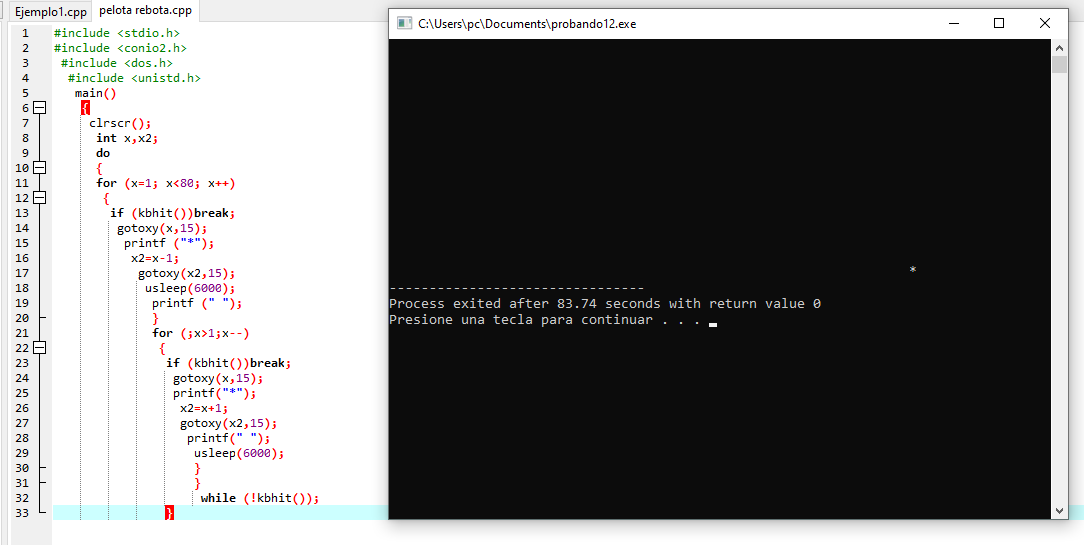 Ejemplo1.cpp pelota rebota.cpp
1 #include <stdio.h>
2 #include <conio2.h>
3 #include <dos.h>
4 #include <unistd.h>
5 main()
6 {
7 clrscr();
8 int x,x2;
9 do
10 {
11 for (x=1; x<80; x++)
12 {
13 if (kbhit())break;
14 gotoxy(x,15);
15 printf ("*");
16 x2=x-1;
17 gotoxy(x2,15);
18 usleep(6000);
19 printf (" ");
20 }
21 for (;x>1;x--)
22 {
23 if (kbhit())break;
24 gotoxy(x,15);
25 printf("*");
26 x2=x+1;
27 gotoxy(x2,15);
28 printf(" ");
29 usleep(6000);
30 }
31 }
32 while (!kbhit());
33 }
C:\Users\pc\Documents\probando12.exe
*
--------------------------------
Process exited after 83.74 seconds with return value 0
Presione una tecla para continuar . . .